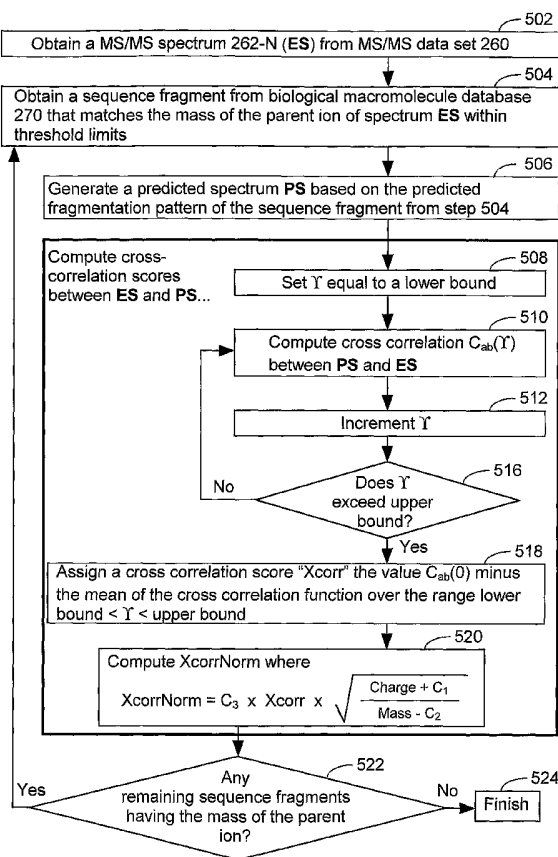 502
Obtain a MS/MS spectrum 262-N (ES) from MS/MS data set 260
504
Obtain a sequence fragment from biological macromolecule database
270 that matches the mass of the parent ion of spectrum ES within
threshold limits
506
Generate a predicted spectrum PS based on the predicted
fragmentation pattern of the sequence fragment from step 504
Compute cross-
correlation scores
between ES and PS...
508
Set ϒ equal to a lower bound
510
Compute cross correlation Cab(ϒ)
between PS and ES
512
Increment ϒ
516
Does ϒ
exceed upper
bound?
No
Yes
518
Assign a cross correlation score "Xcorr" the value Cab(0) minus
the mean of the cross correlation function over the range lower
bound < ϒ < upper bound
520
Compute XcorrNorm where
XcorrNorm = C3 x Xcorr x √ Charge + C1
Mass - C2
522
Any
remaining sequence fragments
having the mass of the parent
ion?
Yes
No
524
Finish